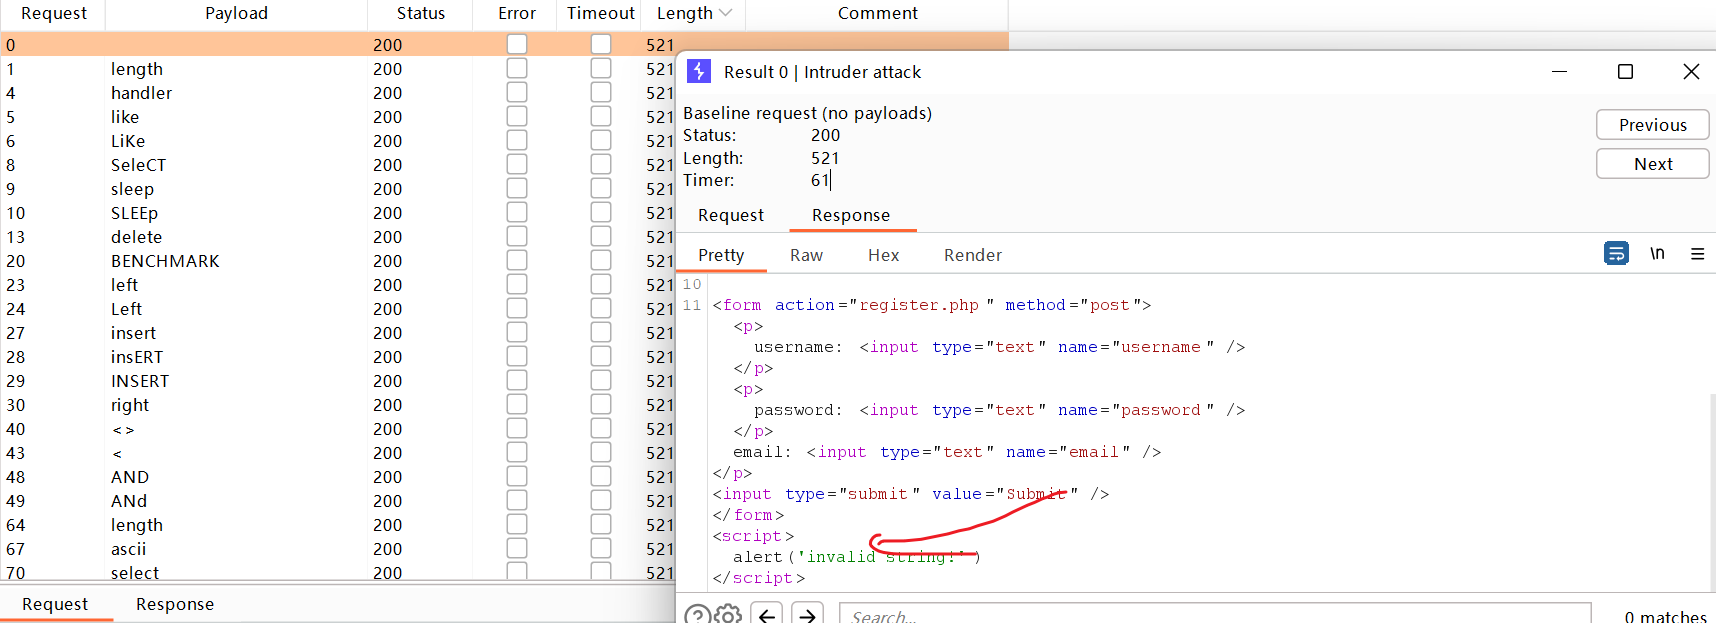 Request Payload Status Error Timeout Length Comment
0 200 521
1 length 200 521
4 handler 200 521
5 like 200 521
6 LiKe 200 521
8 SeleCT 200 521
9 sleep 200 521
10 SLEEp 200 521
13 delete 200 521
20 BENCHMARK 200 521
23 left 200 521
24 Left 200 521
27 insert 200 521
28 insERT 200 521
29 INSERT 200 521
30 right 200 521
40 <> 200 521
43 < 200 521
48 AND 200 521
49 ANd 200 521
64 length 200 521
67 ascii 200 521
70 select 200 521
Request Response
Result 0 | Intruder attack
Baseline request (no payloads)
Status: 200
Length: 521
Timer: 61
Previous
Next
Request Response
Pretty Raw Hex Render \n
10
11 <form action="register.php" method="post">
<p>
username: <input type="text" name="username" />
</p>
<p>
password: <input type="text" name="password" />
</p>
email: <input type="text" name="email" />
</p>
<input type="submit" value="Submit" />
</form>
<script>
alert('invalid string!')
</script>
? Search... 0 matches